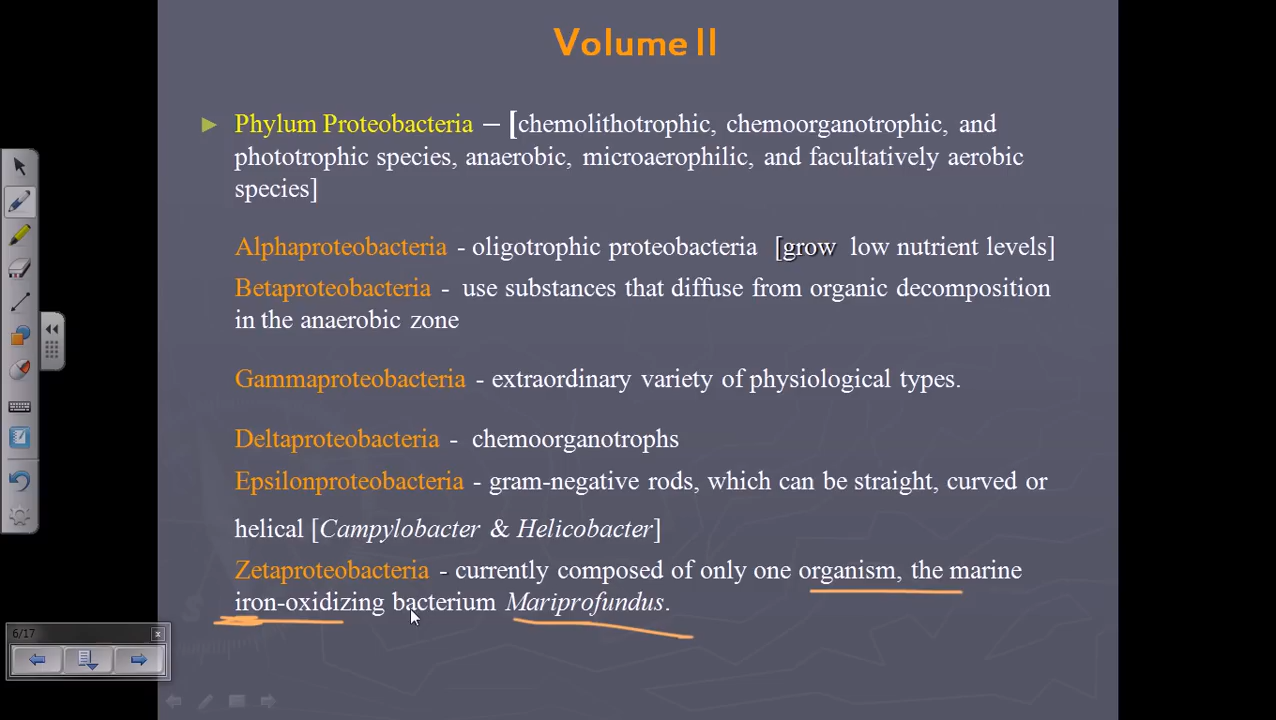 Volume II
Phylum Proteobacteria – [chemolithotrophic, chemoorganotrophic, and
phototrophic species, anaerobic, microaerophilic, and facultatively aerobic
species]
Alphaproteobacteria - oligotrophic proteobacteria [grow low nutrient levels]
Betaproteobacteria - use substances that diffuse from organic decomposition
in the anaerobic zone
Gammaproteobacteria - extraordinary variety of physiological types.
Deltaproteobacteria - chemoorganotrophs
Epsilonproteobacteria - gram-negative rods, which can be straight, curved or
helical [Campylobacter & Helicobacter]
Zetaproteobacteria - currently composed of only one organism, the marine
iron-oxidizing bacterium Mariprofundus.
6/17